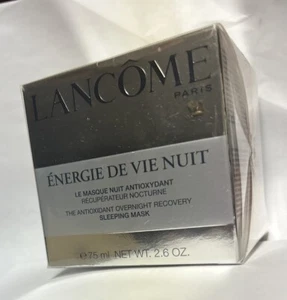 LANCÔME
PARIS
ÉNERGIE DE VIE NUIT
LE MASQUE NUIT ANTIOXYDANT
RÉCUPÉRATEUR NOCTURNE
THE ANTIOXIDANT OVERNIGHT RECOVERY
SLEEPING MASK
℮ 75 ml NET WT. 2.6 OZ.